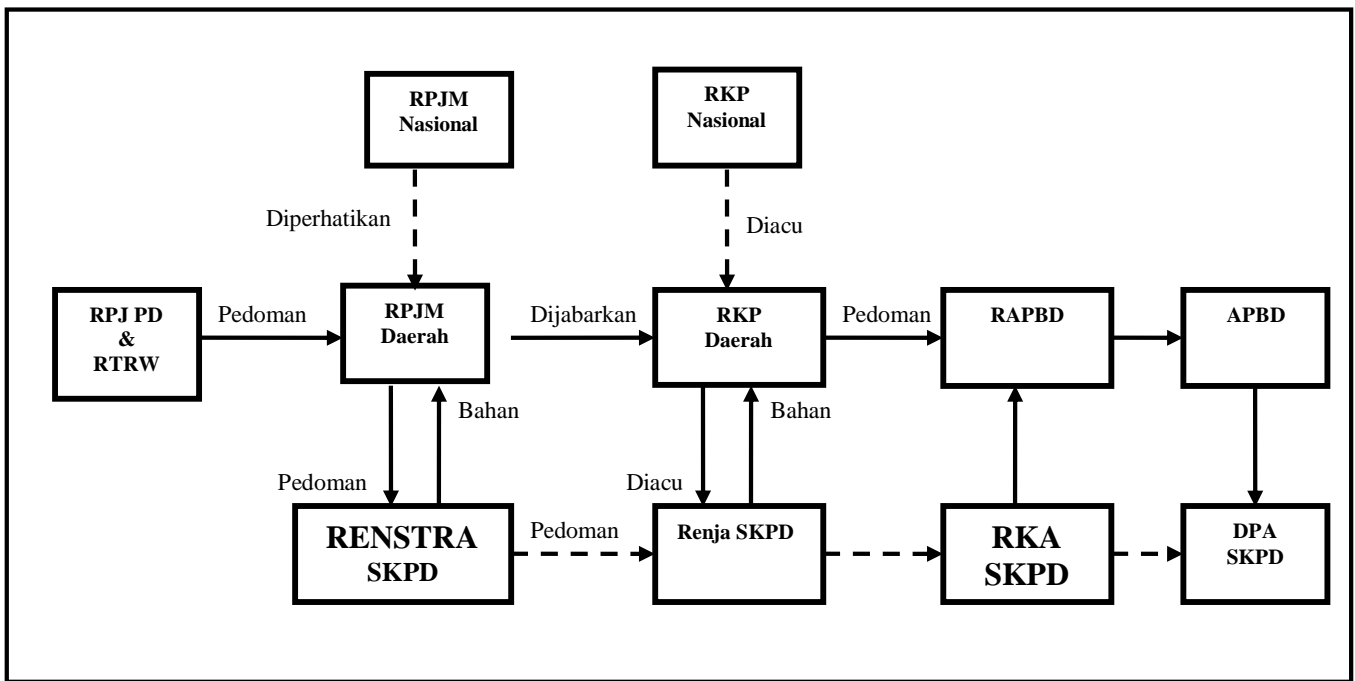 RPJM
Nasional
RKP
Nasional
Diperhatikan
Diacu
RPJ PD
&
RTRW
Pedoman
RPJM
Daerah
Dijabarkan
RKP
Daerah
Pedoman
RAPBD
APBD
Bahan
Bahan
Pedoman
Diacu
RENSTRA
SKPD
Pedoman
Renja SKPD
RKA
SKPD
DPA
SKPD